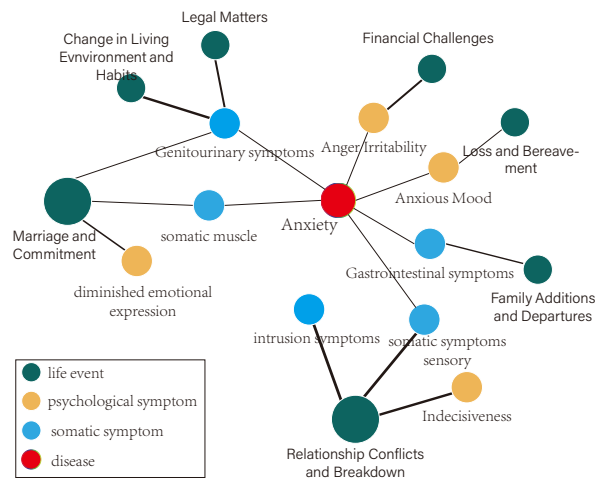 Legal Matters
Change in Living
Evnvironment and
Habits
Financial Challenges
Genitourinary symptoms
Anger Irritability
Loss and Bereave-
ment
Anxious Mood
Anxiety
somatic muscle
Marriage and
Commitment
Gastrointestinal symptoms
diminished emotional
expression
Family Additions
and Departures
intrusion symptoms
somatic symptoms
sensory
Indecisiveness
Relationship Conflicts
and Breakdown
life event
psychological symptom
somatic symptom
disease